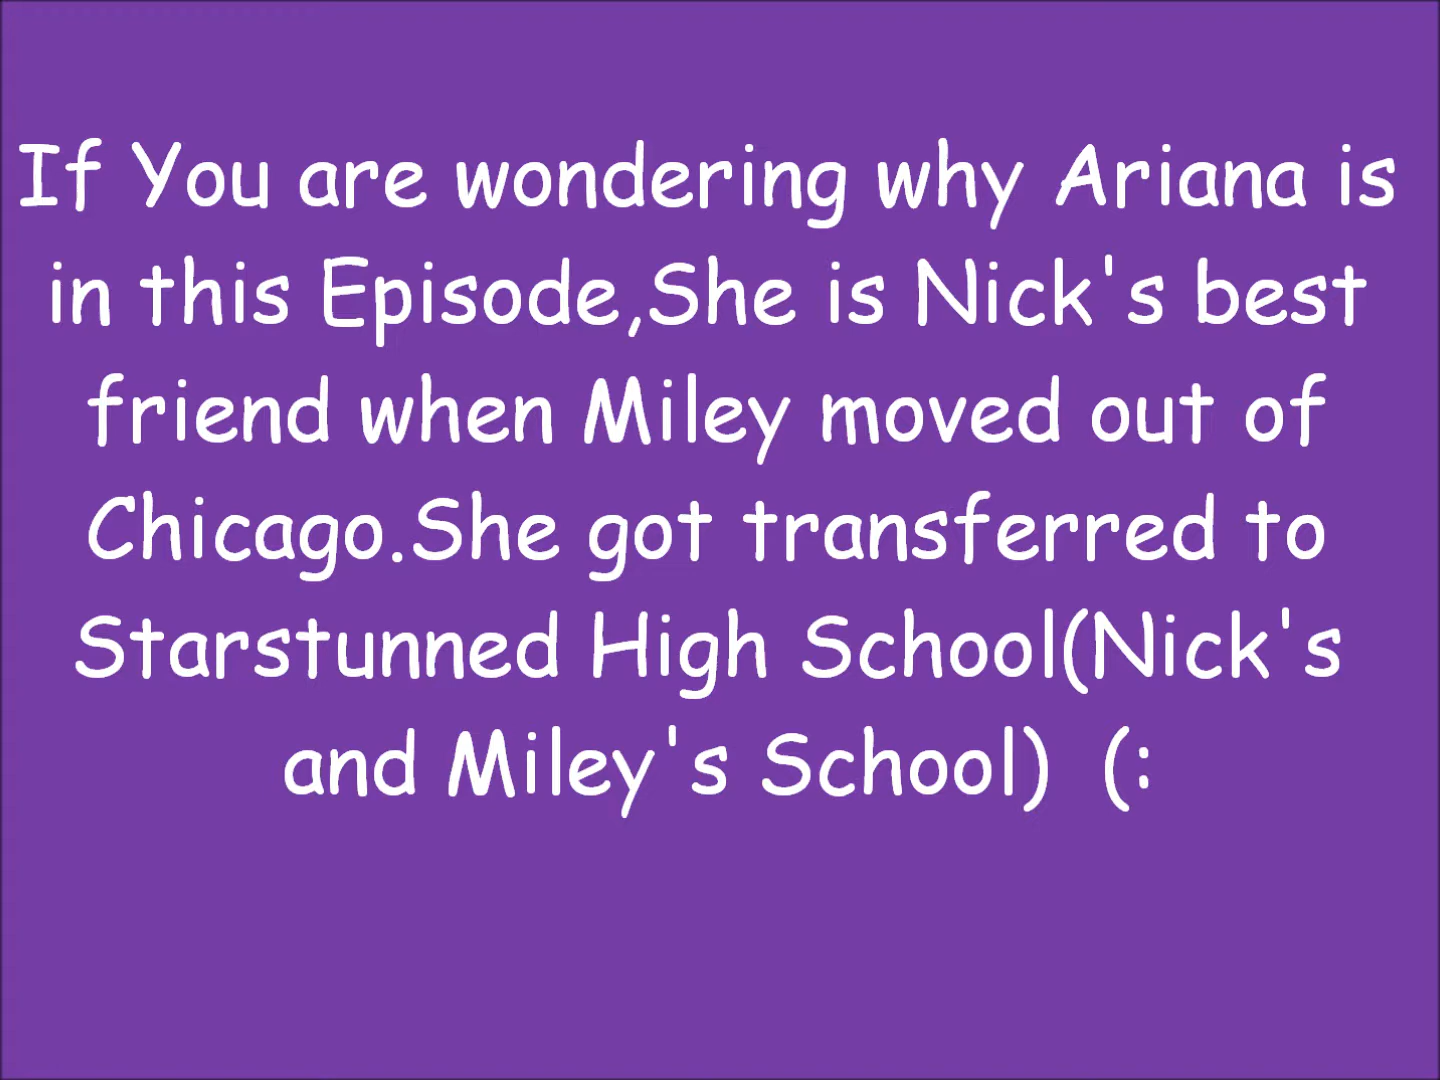 If You are wondering why Ariana is
in this Episode,She is Nick's best
friend when Miley moved out of
Chicago.She got transferred to
Starstunned High School(Nick's
and Miley's School)  (: